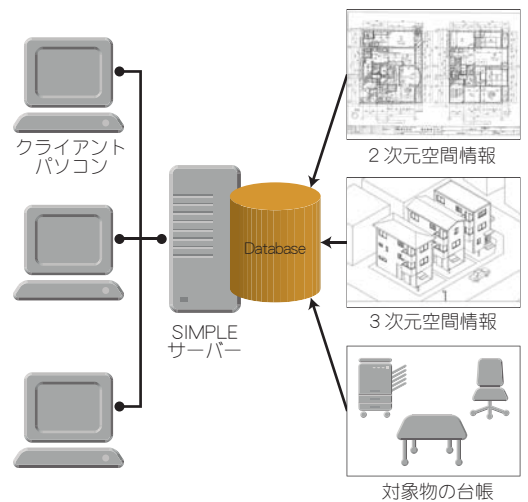 クライアント
パソコン
SIMPLE
サーバー
Database
2次元空間情報
3次元空間情報
対象物の台帳